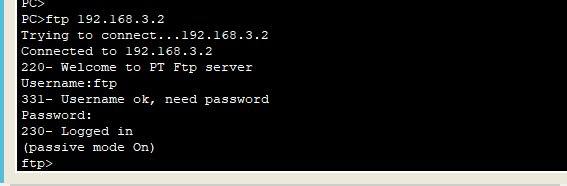 PC>
PC>ftp 192.168.3.2
Trying to connect...192.168.3.2
Connected to 192.168.3.2
220- Welcome to PT Ftp server
Username:ftp
331- Username ok, need password
Password:
230- Logged in
(passive mode On)
ftp>